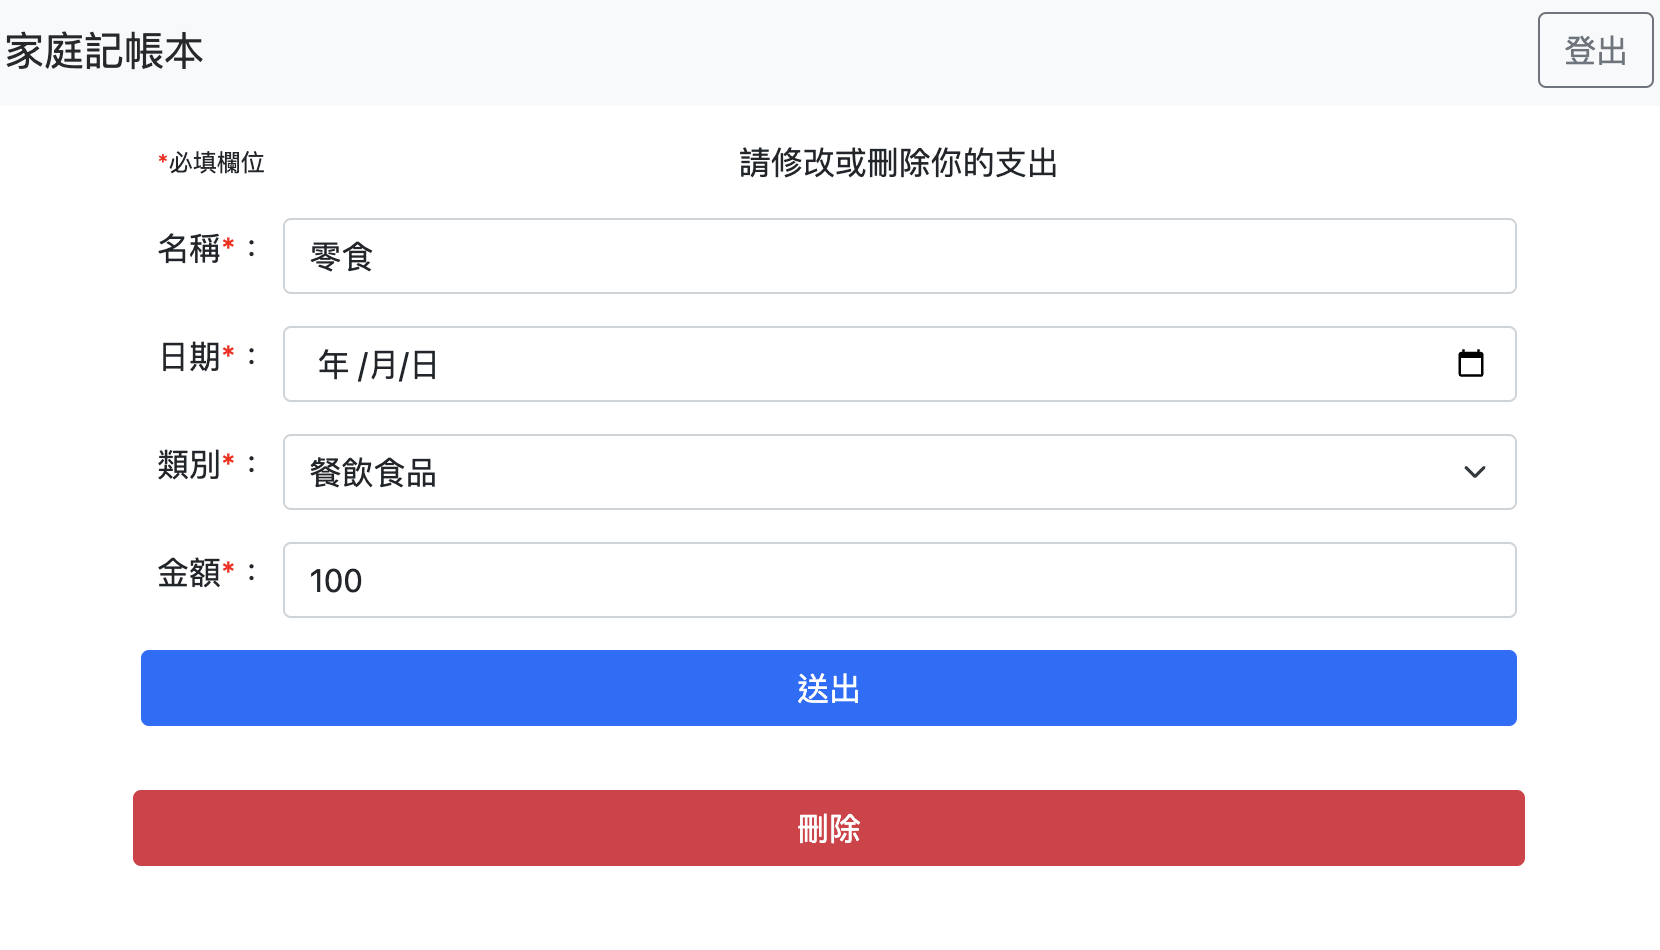 家庭記帳本
登出
*必填欄位
請修改或刪除你的支出
名稱*：
零食
日期*：
年 /月/日
類別*：
餐飲食品
金額*：
100
送出
刪除